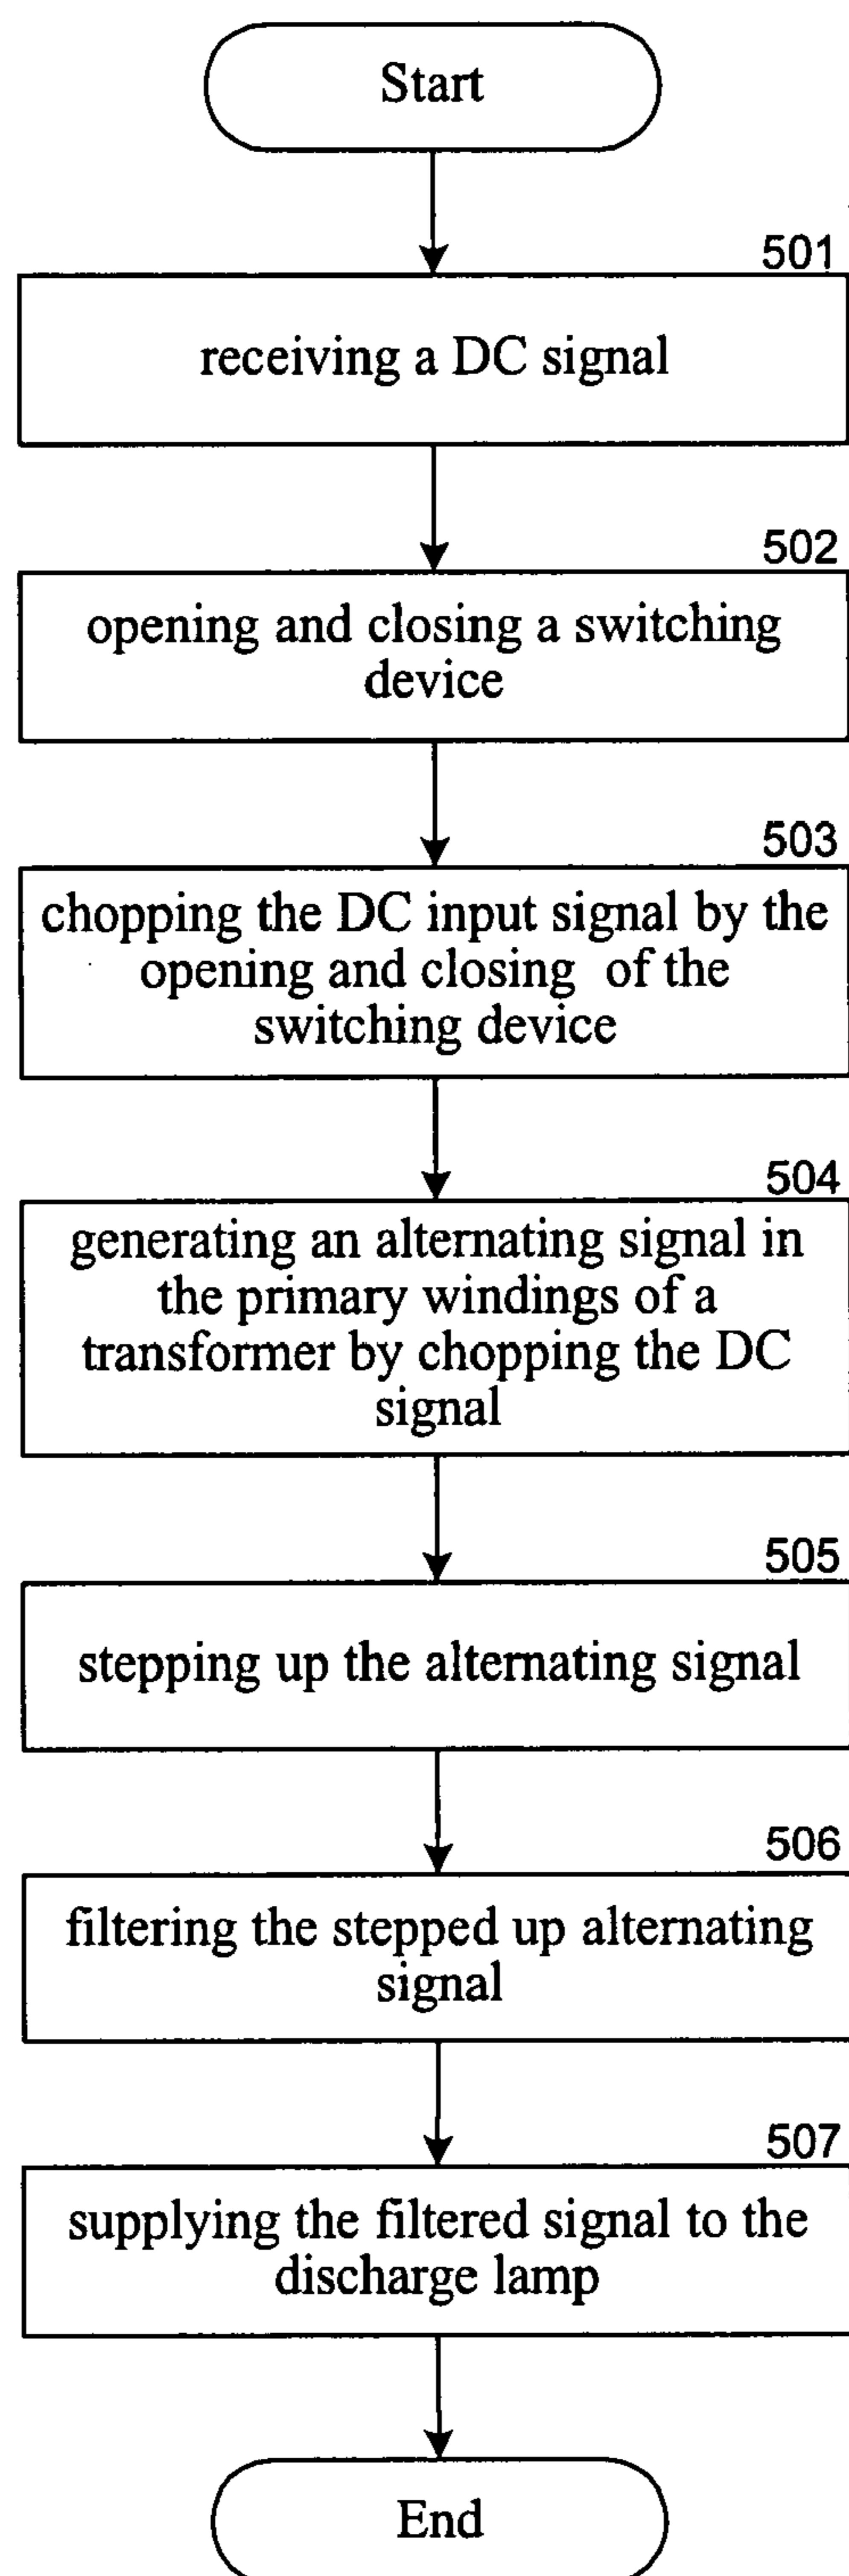 Start
501
receiving a DC signal
502
opening and closing a switching
device
503
chopping the DC input signal by the
opening and closing of the
switching device
504
generating an alternating signal in
the primary windings of a
transformer by chopping the DC
signal
505
stepping up the alternating signal
506
filtering the stepped up alternating
signal
507
supplying the filtered signal to the
discharge lamp
End